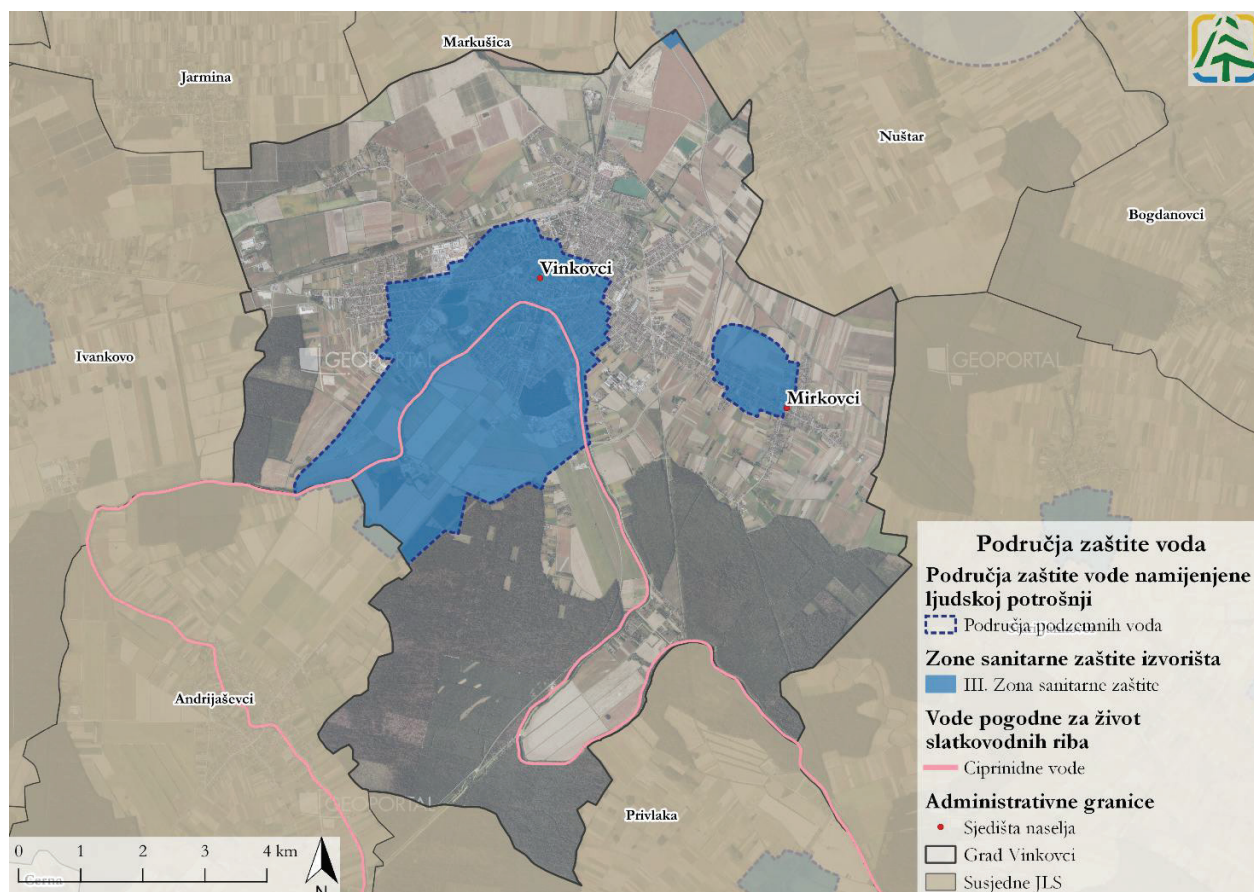 Markušica
Jarmina
Nuštar
Bogdanovci
Vinkovci
Ivankovo
GEOPORTAL
GEOPORTAL
Mirkovci
Andrijaševci
GEOPORTAL
Privlaka
Cerna
0 1 2 3 4 km
N
Područja zaštite voda
Područja zaštite vode namijenjene
ljudskoj potrošnji
Područja podzemnih voda
Zone sanitarne zaštite izvorišta
III. Zona sanitarne zaštite
Vode pogodne za život
slatkovodnih riba
Ciprinidne vode
Administrativne granice
Sjedišta naselja
Grad Vinkovci
Susjedne JLS